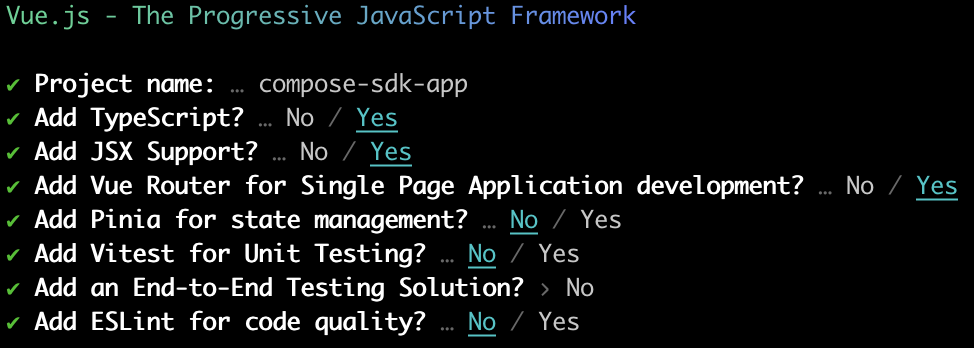 Vue.js - The Progressive JavaScript Framework
✔ Project name: … compose-sdk-app
✔ Add TypeScript? … No / Yes
✔ Add JSX Support? … No / Yes
✔ Add Vue Router for Single Page Application development? … No / Yes
✔ Add Pinia for state management? … No / Yes
✔ Add Vitest for Unit Testing? … No / Yes
✔ Add an End-to-End Testing Solution? › No
✔ Add ESLint for code quality? … No / Yes